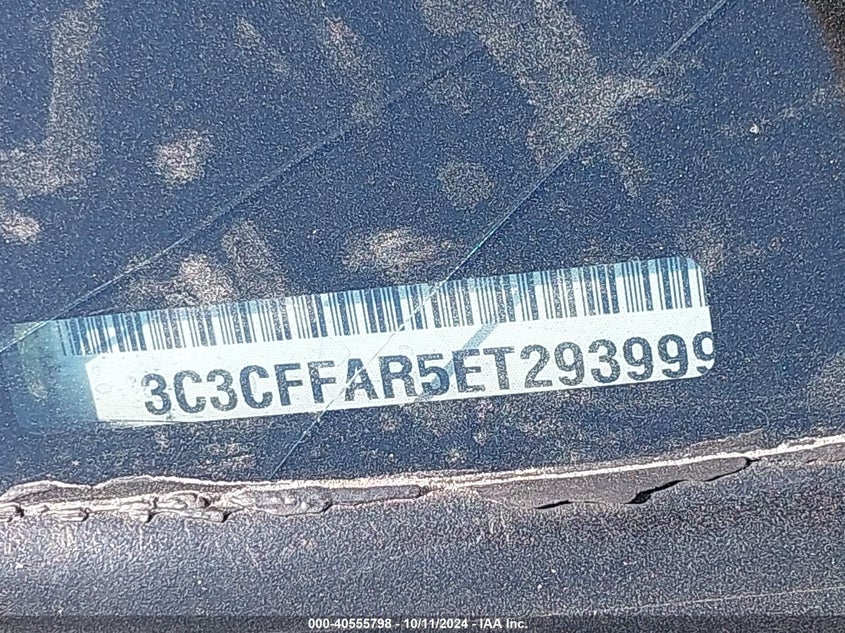 3C3CFFAR5ET293999
000-40555798 - 10/11/2024 - IAA Inc.